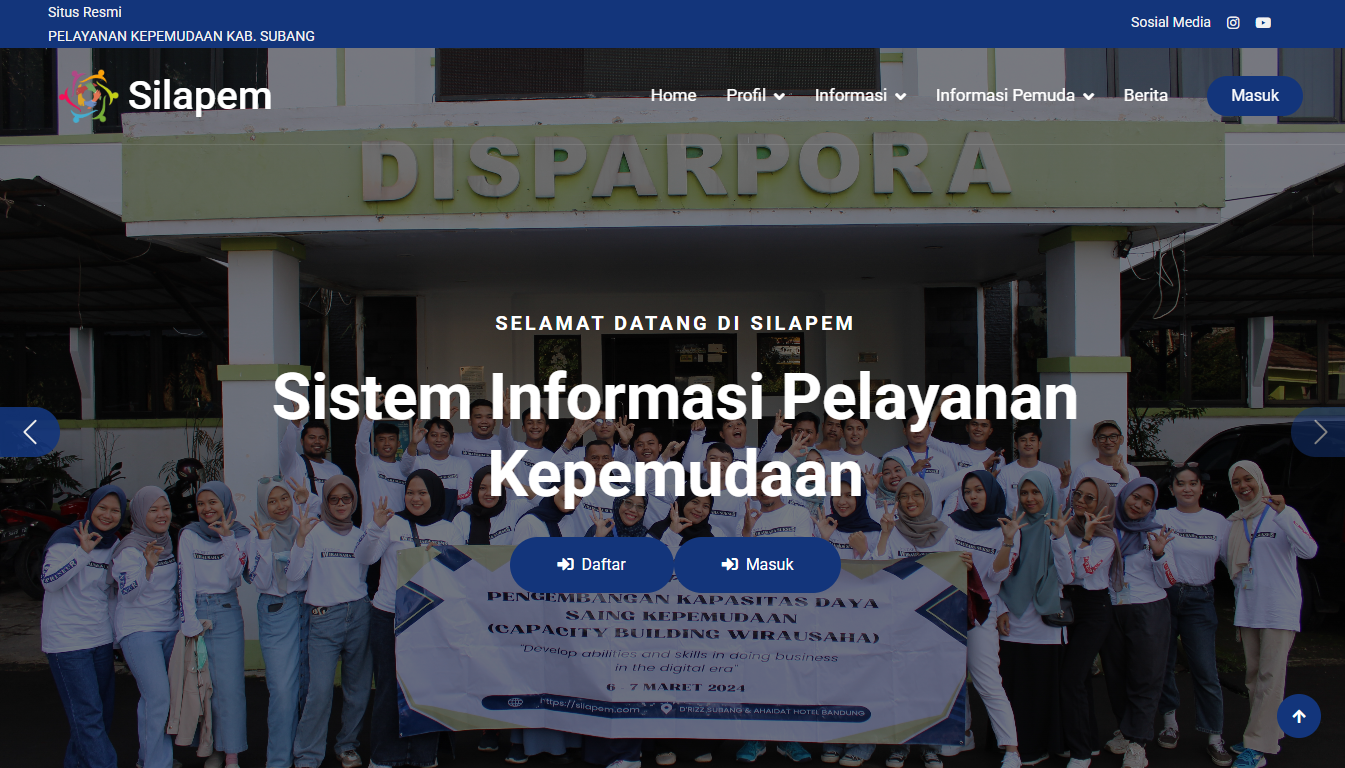 Situs Resmi
PELAYANAN KEPEMUDAAN KAB. SUBANG
Sosial Media
Silapem
Home
Profil
Informasi
Informasi Pemuda
Berita
Masuk
DISPARPORA
SELAMAT DATANG DI SILAPEM
Sistem Informasi Pelayanan
Kepemudaan
Daftar
Masuk
PENGEMBANGAN KAPASITAS DAYA
SAING KEPEMUDAAN
(CAPACITY BUILDING WIRAUSAHA)
"Develop abilities and skills in doing business
in the digital era"
6 - 7 MARET 2024
https://silapem.com
D'RIZZ SUBANG & AHAIDAT HOTEL BANDUNG